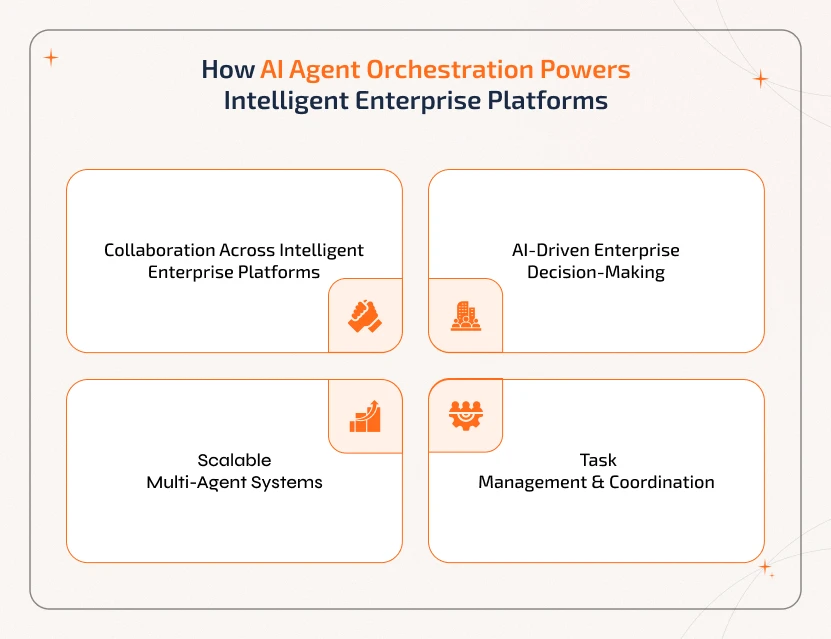 How AI Agent Orchestration Powers
Intelligent Enterprise Platforms
Collaboration Across Intelligent
Enterprise Platforms
AI-Driven Enterprise
Decision-Making
Scalable
Multi-Agent Systems
Task
Management & Coordination